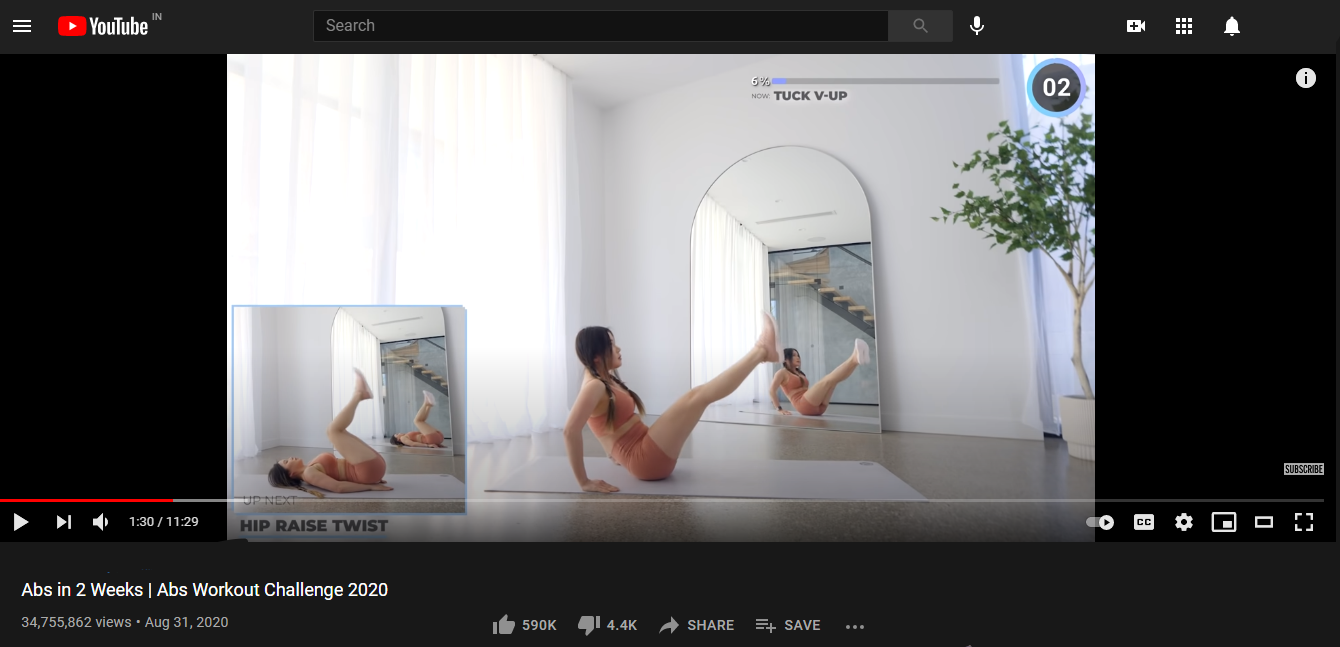 YouTube IN
Search
6%
NOW: TUCK V-UP
02
UP NEXT
HIP RAISE TWIST
SUBSCRIBE
1:30 / 11:29
CC
Abs in 2 Weeks | Abs Workout Challenge 2020
34,755,862 views • Aug 31, 2020
590K
4.4K
SHARE
SAVE